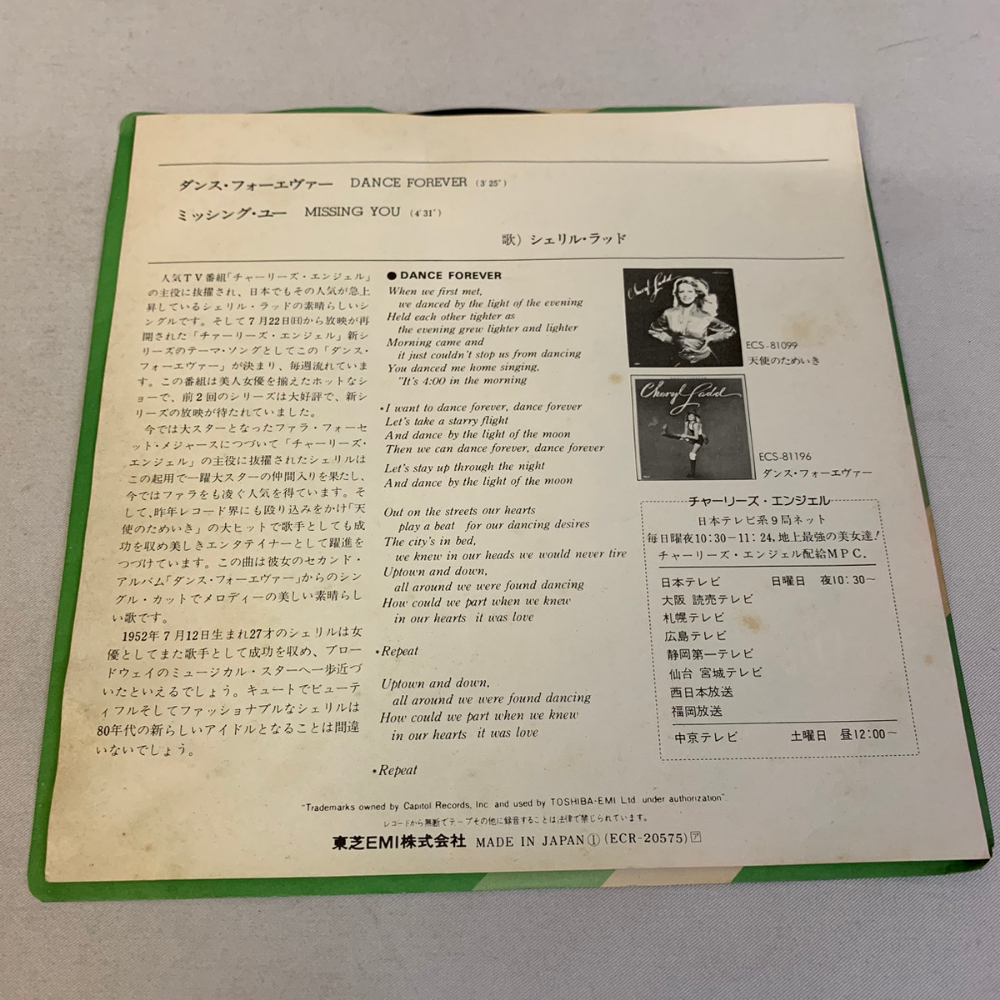 ダンス・フォーエヴァー DANCE FOREVER (3'25")
ミッシング・ユー MISSING YOU (4'31")
歌) シェリル・ラッド
人気TV番組「チャーリーズ・エンジェル」
の主役に抜擢され、日本でもその人気が急上
昇しているシェリル・ラッドの素晴らしいシ
ングルです。そして7月22日(日)から放映が再
開された「チャーリーズ・エンジェル」新シ
リーズのテーマ・ソングとしてこの「ダンス・
フォーエヴァー」が決まり、毎週流れていま
す。この番組は美人女優を揃えたホットなシ
ョーで、前2回のシリーズは大好評で、新シ
リーズの放映が待たれていました。
今では大スターとなったファラ・フォーセ
ット・メジャースにつづいて「チャーリーズ・
エンジェル」の主役に抜擢されたシェリルは
この起用で一躍大スターの仲間入りを果たし、
今ではファラをも凌ぐ人気を得ています。そ
して、昨年レコード界にも殴り込みをかけ「天
使のためいき」の大ヒットで歌手としても成
功を収め美しきエンタテイナーとして躍進を
つづけています。この曲は彼女のセカンド・
アルバム「ダンス・フォーエヴァー」からのシン
グル・カットでメロディーの美しい素晴らし
い歌です。
1952年7月12日生まれ27才のシェリルは女
優としてまた歌手として成功を収め、ブロー
ドウェイのミュージカル・スターへ一歩近づ
いたといえるでしょう。キュートでビューテ
ィフルそしてファッショナブルなシェリルは
80年代の新らしいアイドルとなることは間違
いないでしょう。
● DANCE FOREVER
When we first met,
we danced by the light of the evening
Held each other tighter as
the evening grew lighter and lighter
Morning came and
it just couldn't stop us from dancing
You danced me home singing,
"It's 4:00 in the morning
*I want to dance forever, dance forever
Let's take a starry flight
And dance by the light of the moon
Then we can dance forever, dance forever
Let's stay up through the night
And dance by the light of the moon
Out on the streets our hearts
play a beat for our dancing desires
The city's in bed,
we knew in our heads we would never tire
Uptown and down,
all around we were found dancing
How could we part when we knew
in our hearts it was love
*Repeat
Uptown and down,
all around we were found dancing
How could we part when we knew
in our hearts it was love
*Repeat
Cheryl Ladd
ECS-81099
天使のためいき
Cheryl Ladd
ECS-81196
ダンス・フォーエヴァー
チャーリーズ・エンジェル
日本テレビ系9局ネット
毎日曜夜10:30-11:24、地上最強の美女達!
チャーリーズ・エンジェル配給MPC.
日本テレビ 日曜日 夜10:30~
大阪 読売テレビ
札幌テレビ
広島テレビ
静岡第一テレビ
仙台 宮城テレビ
西日本放送
福岡放送
中京テレビ 土曜日 昼12:00~
"Trademarks owned by Capitol Records, Inc and used by TOSHIBA-EMI Ltd. under authorization"
レコードから無断でテープその他に録音することは法律で禁じられています。
東芝EMI株式会社 MADE IN JAPAN ① (ECR-20575) ア